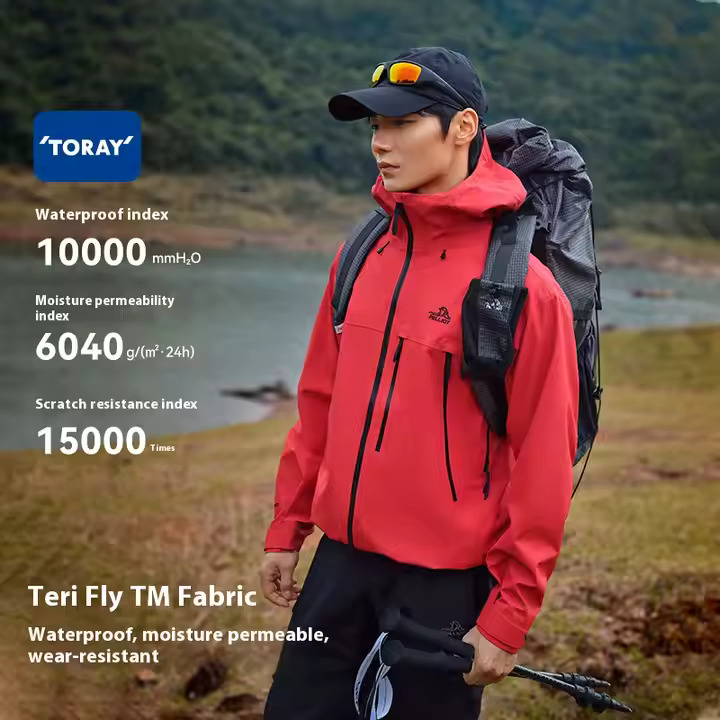 TORAY
Waterproof index
10000 mmH₂O
Moisture permeability
index
6040 g/(m²·24h)
Scratch resistance index
15000 Times
PELLIOT
Teri Fly TM Fabric
Waterproof, moisture permeable,
wear-resistant